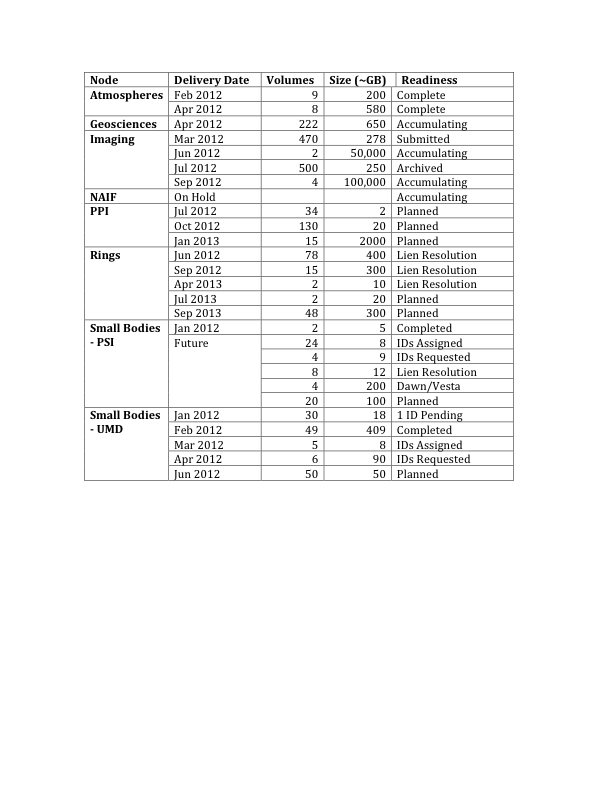 Node Delivery Date Volumes Size (~GB) Readiness
Atmospheres Feb 2012 9 200 Complete
Apr 2012 8 580 Complete
Geosciences Apr 2012 222 650 Accumulating
Imaging Mar 2012 470 278 Submitted
Jun 2012 2 50,000 Accumulating
Jul 2012 500 250 Archived
Sep 2012 4 100,000 Accumulating
NAIF On Hold Accumulating
PPI Jul 2012 34 2 Planned
Oct 2012 130 20 Planned
Jan 2013 15 2000 Planned
Rings Jun 2012 78 400 Lien Resolution
Sep 2012 15 300 Lien Resolution
Apr 2013 2 10 Lien Resolution
Jul 2013 2 20 Planned
Sep 2013 48 300 Planned
Small Bodies Jan 2012 2 5 Completed
- PSI Future 24 8 IDs Assigned
4 9 IDs Requested
8 12 Lien Resolution
4 200 Dawn/Vesta
20 100 Planned
Small Bodies Jan 2012 30 18 1 ID Pending
- UMD Feb 2012 49 409 Completed
Mar 2012 5 8 IDs Assigned
Apr 2012 6 90 IDs Requested
Jun 2012 50 50 Planned